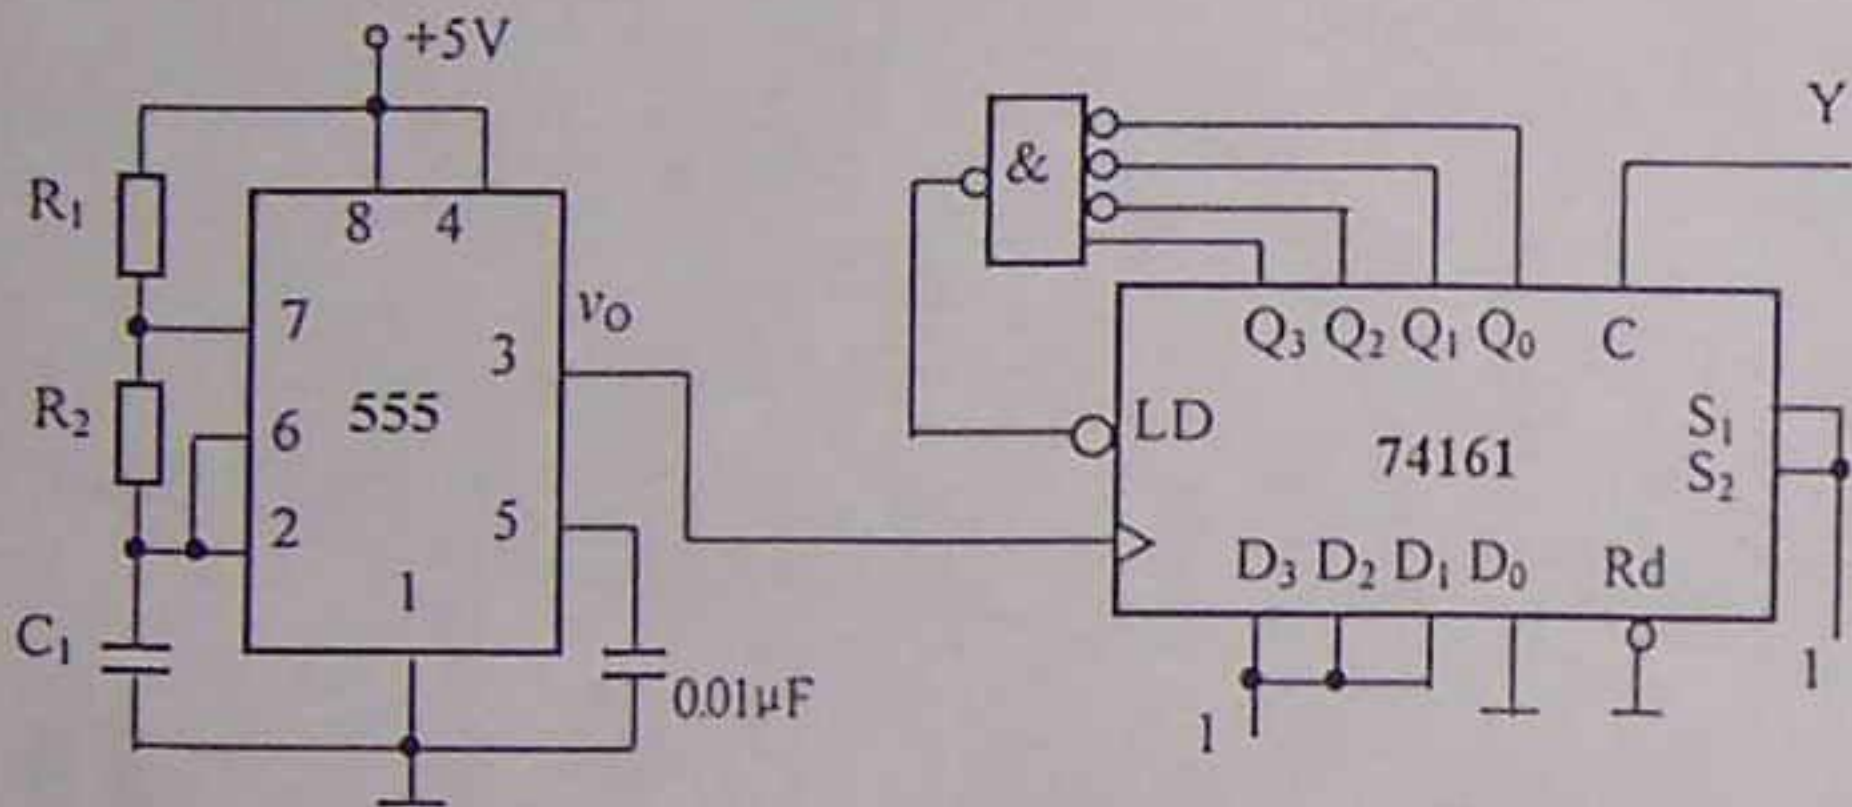 +5V
R₁
8 4
7
v_O
3
R₂
6
555
2
5
1
C₁
0.01μF
&
Y
Q₃ Q₂ Q₁ Q₀ C
LD
74161
S₁
S₂
D₃ D₂ D₁ D₀ Rd
1
1